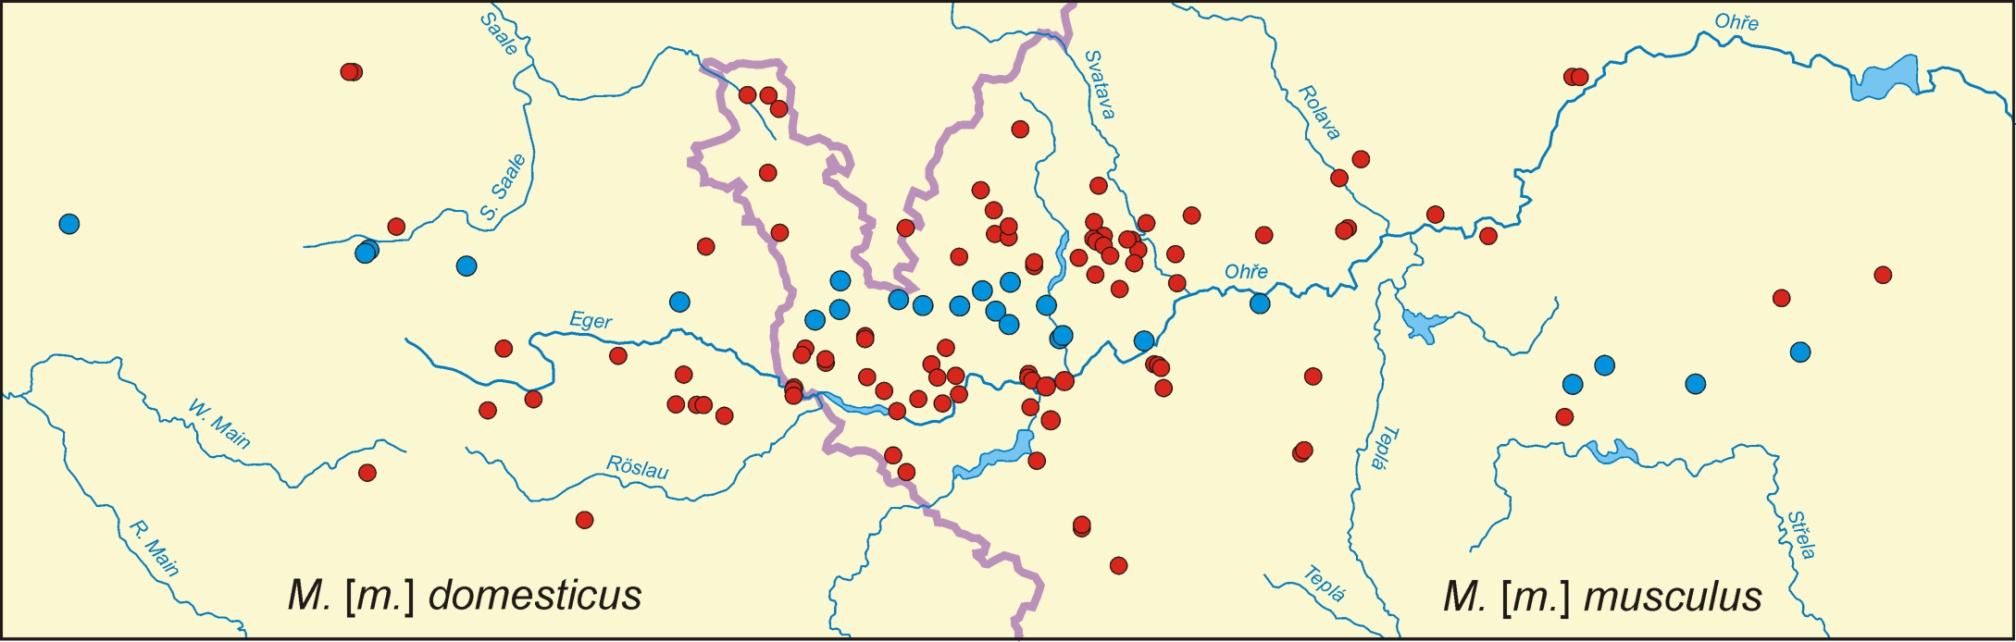 Saale
Ohře
Svatava
Rolava
S. Saale
Ohře
Eger
W. Main
Teplá
Röslau
R. Main
Střela
Teplá
M. [m.] domesticus
M. [m.] musculus